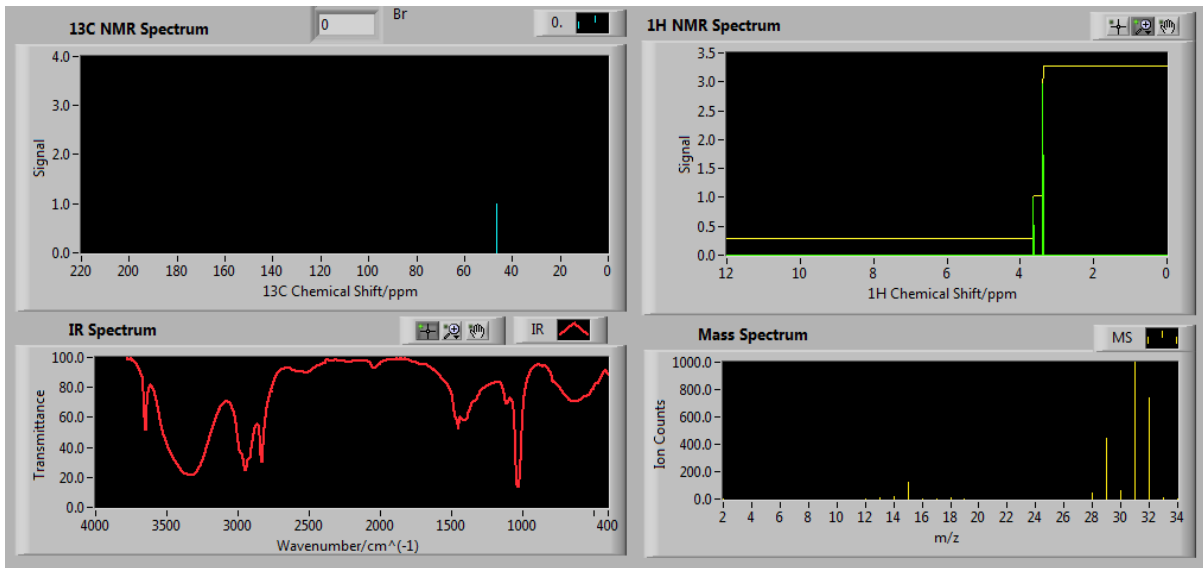 13C NMR Spectrum
0
Br
0.
Signal
4.0
3.0
2.0
1.0
0.0
220 200 180 160 140 120 100 80 60 40 20 0
13C Chemical Shift/ppm
1H NMR Spectrum
Signal
3.5
3.0
2.5
2.0
1.5
1.0
0.5
0.0
12 10 8 6 4 2 0
1H Chemical Shift/ppm
IR Spectrum
IR
Transmittance
100.0
80.0
60.0
40.0
20.0
0.0
4000 3000 2000 1000 400
Wavenumber/cm^(-1)
Mass Spectrum
MS
Ion Counts
1000.0
800.0
600.0
400.0
200.0
0.0
2 4 6 8 10 12 14 16 18 20 22 24 26 28 30 32 34
m/z